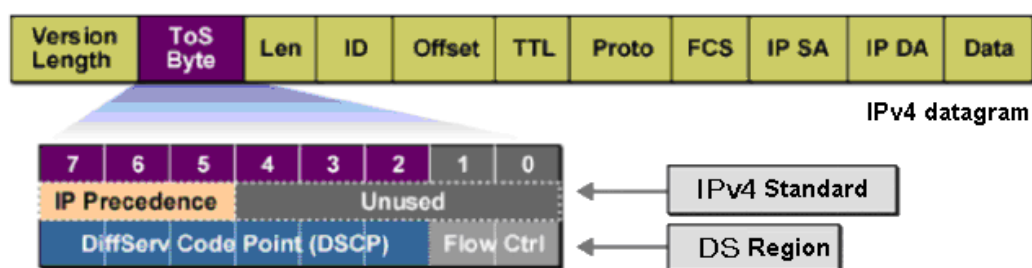 Version Length ToS Byte Len ID Offset TTL Proto FCS IP SA IP DA Data
IPv4 datagram
7 6 5 4 3 2 1 0
IP Precedence Unused IPv4 Standard
DiffServ Code Point (DSCP) Flow Ctrl DS Region